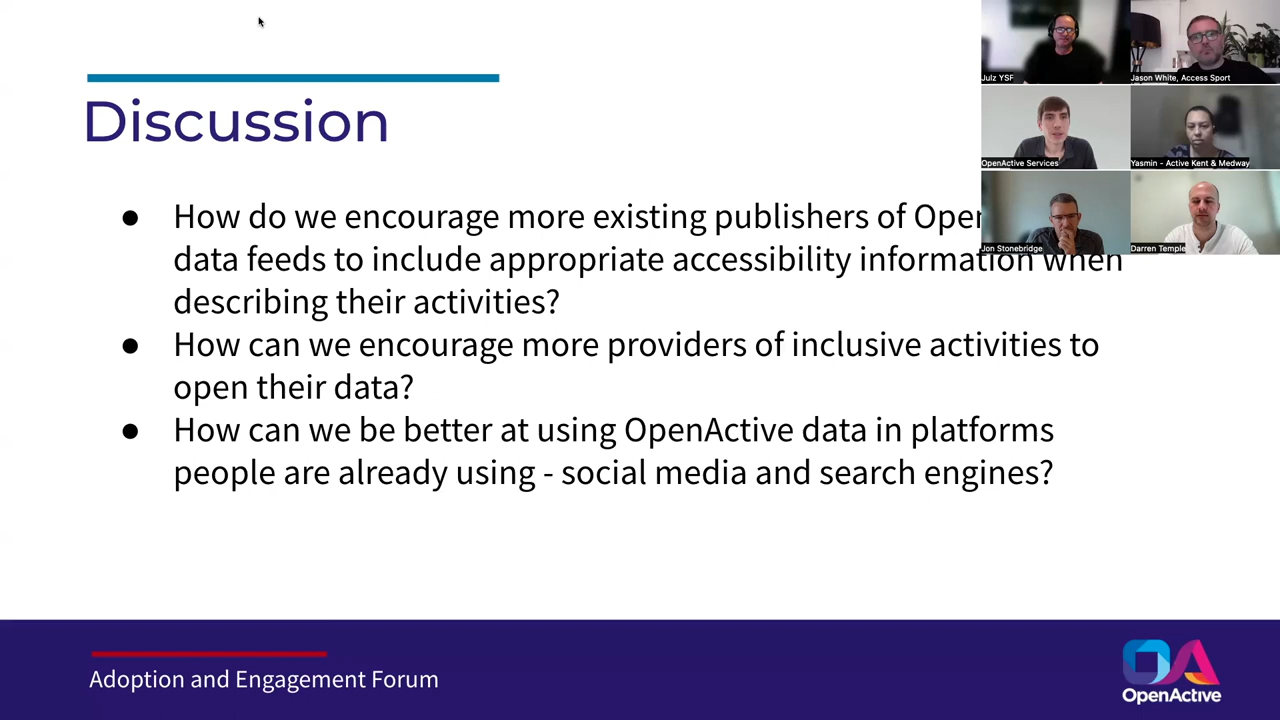 Discussion
● How do we encourage more existing publishers of Open
data feeds to include appropriate accessibility information when
describing their activities?
● How can we encourage more providers of inclusive activities to
open their data?
● How can we be better at using OpenActive data in platforms
people are already using - social media and search engines?
Julz YSF
Jason White, Access Sport
OpenActive Services
Yasmin - Active Kent & Medway
Jon Stonebridge
Darren Temple
Adoption and Engagement Forum
OA
OpenActive